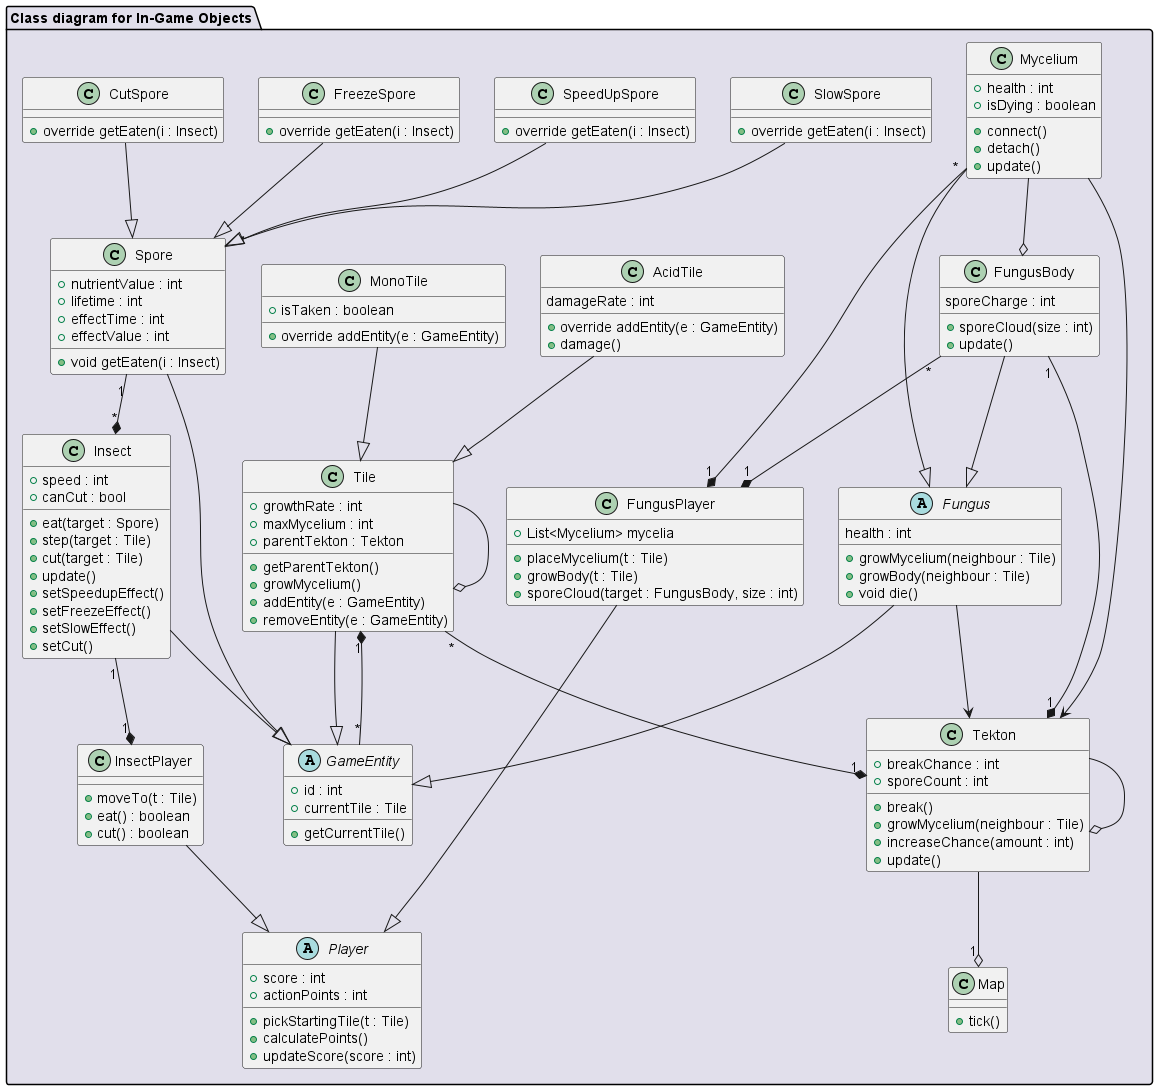 Class diagram for In-Game Objects
C CutSpore
override getEaten(i : Insect)
C FreezeSpore
override getEaten(i : Insect)
C SpeedUpSpore
override getEaten(i : Insect)
C SlowSpore
override getEaten(i : Insect)
C Mycelium
health : int
isDying : boolean
connect()
detach()
update()
*
C Spore
nutrientValue : int
lifetime : int
effectTime : int
effectValue : int
void getEaten(i : Insect)
1
*
C MonoTile
isTaken : boolean
override addEntity(e : GameEntity)
C AcidTile
damageRate : int
override addEntity(e : GameEntity)
damage()
C FungusBody
sporeCharge : int
sporeCloud(size : int)
update()
*
1
C Insect
speed : int
canCut : bool
eat(target : Spore)
step(target : Tile)
cut(target : Tile)
update()
setSpeedupEffect()
setFreezeEffect()
setSlowEffect()
setCut()
1
1
C Tile
growthRate : int
maxMycelium : int
parentTekton : Tekton
getParentTekton()
growMycelium()
addEntity(e : GameEntity)
removeEntity(e : GameEntity)
1
*
*
1
1
C FungusPlayer
List<Mycelium> mycelia
placeMycelium(t : Tile)
growBody(t : Tile)
sporeCloud(target : FungusBody, size : int)
A Fungus
health : int
growMycelium(neighbour : Tile)
growBody(neighbour : Tile)
void die()
C InsectPlayer
moveTo(t : Tile)
eat() : boolean
cut() : boolean
A GameEntity
id : int
currentTile : Tile
getCurrentTile()
1
1
C Tekton
breakChance : int
sporeCount : int
break()
growMycelium(neighbour : Tile)
increaseChance(amount : int)
update()
A Player
score : int
actionPoints : int
pickStartingTile(t : Tile)
calculatePoints()
updateScore(score : int)
1
C Map
tick()